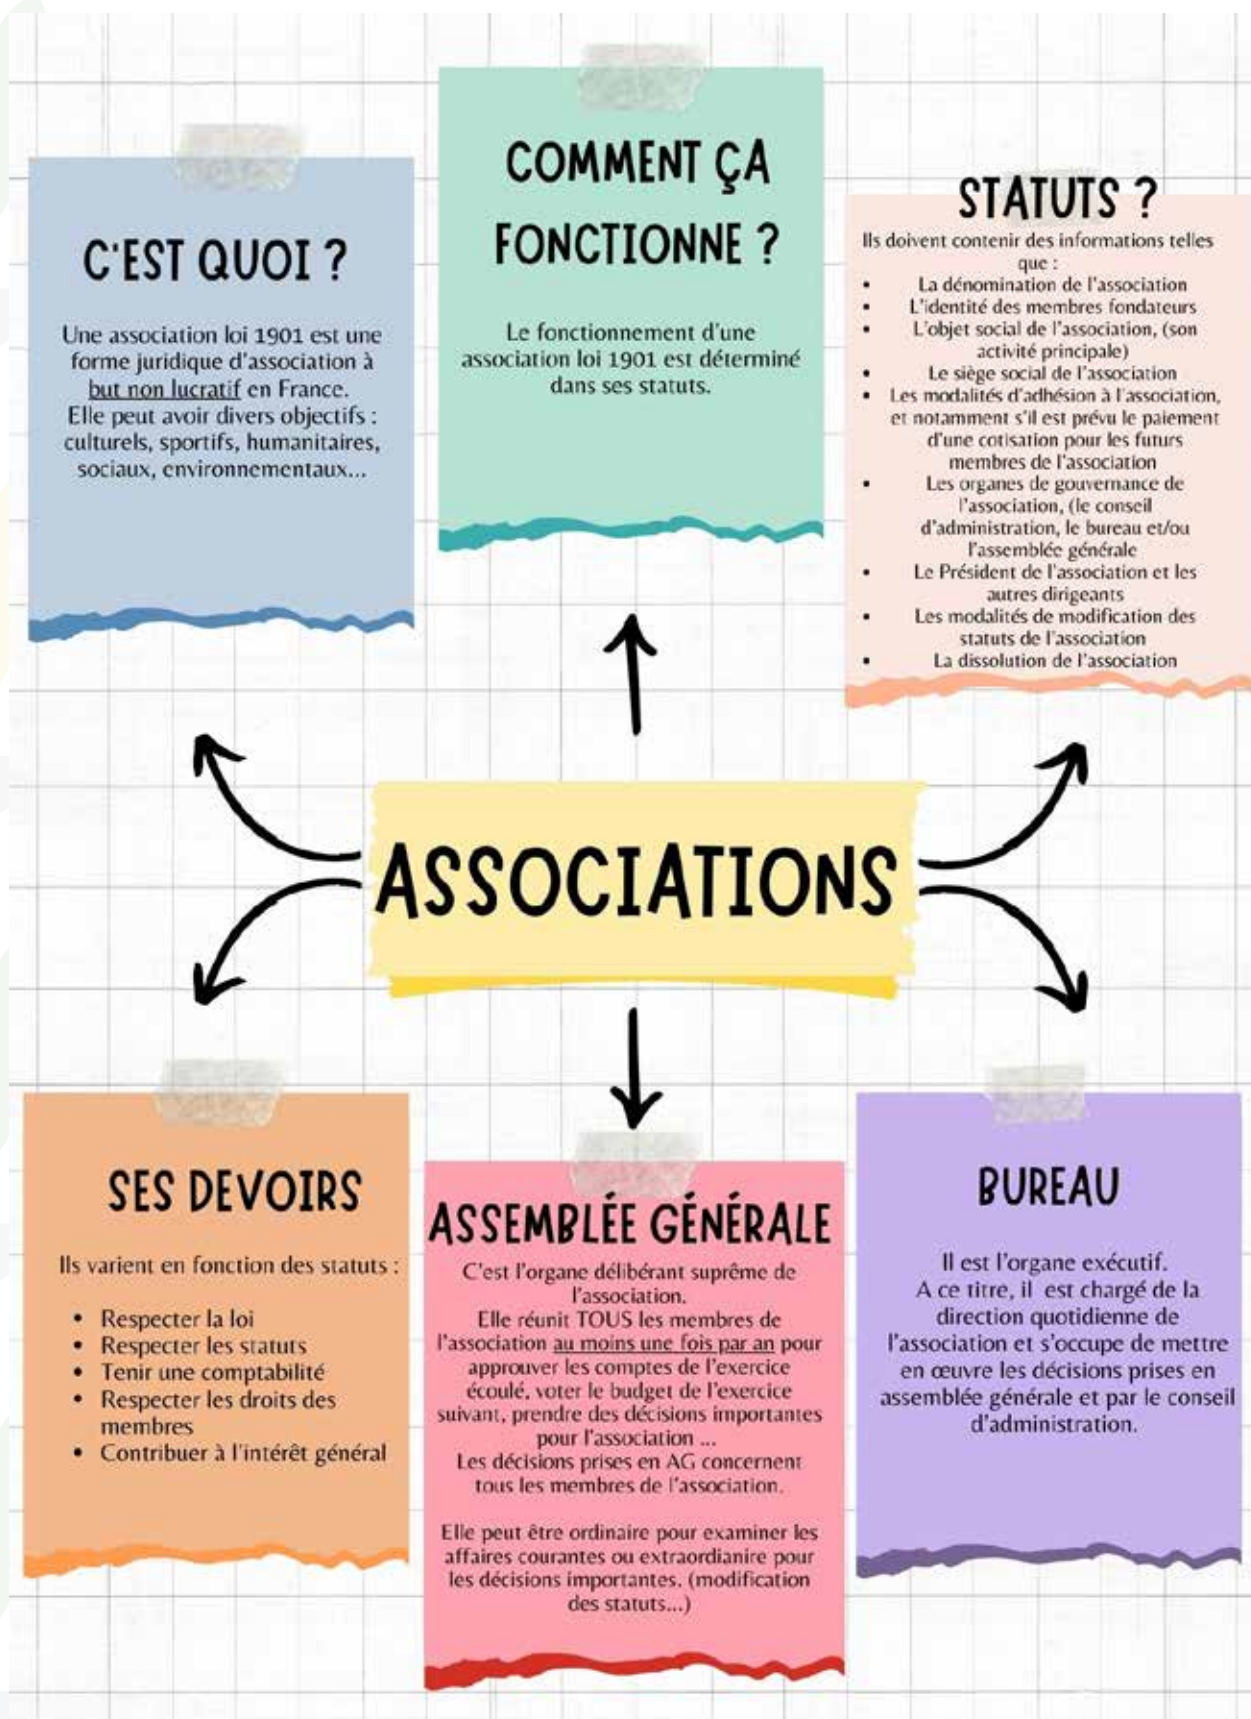 C'EST QUOI ?
Une association loi 1901 est une
forme juridique d'association à
but non lucratif en France.
Elle peut avoir divers objectifs :
culturels, sportifs, humanitaires,
sociaux, environnementaux...
COMMENT ÇA
FONCTIONNE ?
Le fonctionnement d'une
association loi 1901 est déterminé
dans ses statuts.
STATUTS ?
Ils doivent contenir des informations telles
que :
• La dénomination de l'association
• L'identité des membres fondateurs
• L'objet social de l'association, (son
activité principale)
• Le siège social de l'association
• Les modalités d'adhésion à l'association,
et notamment s'il est prévu le paiement
d'une cotisation pour les futurs
membres de l'association
• Les organes de gouvernance de
l'association, (le conseil
d'administration, le bureau et/ou
l'assemblée générale
• Le Président de l'association et les
autres dirigeants
• Les modalités de modification des
statuts de l'association
• La dissolution de l'association
ASSOCIATIONS
SES DEVOIRS
Ils varient en fonction des statuts :
• Respecter la loi
• Respecter les statuts
• Tenir une comptabilité
• Respecter les droits des
membres
• Contribuer à l'intérêt général
ASSEMBLÉE GÉNÉRALE
C'est l'organe délibérant suprême de
l'association.
Elle réunit TOUS les membres de
l'association au moins une fois par an pour
approuver les comptes de l'exercice
écoulé, voter le budget de l'exercice
suivant, prendre des décisions importantes
pour l'association ...
Les décisions prises en AG concernent
tous les membres de l'association.
Elle peut être ordinaire pour examiner les
affaires courantes ou extraordianire pour
les décisions importantes. (modification
des statuts...)
BUREAU
Il est l'organe exécutif.
A ce titre, il est chargé de la
direction quotidienne de
l'association et s'occupe de mettre
en œuvre les décisions prises en
assemblée générale et par le conseil
d'administration.